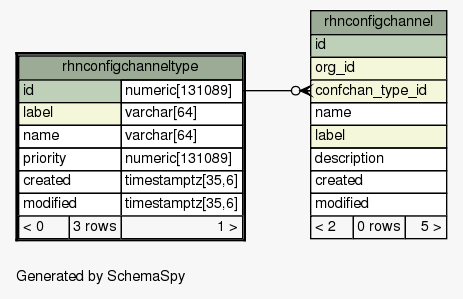 rhnconfigchanneltype
id numeric[131089]
label varchar[64]
name varchar[64]
priority numeric[131089]
created timestamptz[35,6]
modified timestamptz[35,6]
< 0 3 rows 1 >
rhnconfigchannel
id
org_id
confchan_type_id
name
label
description
created
modified
< 2 0 rows 5 >
Generated by SchemaSpy